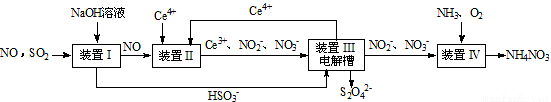 NaOH溶液 Ce⁴⁺ Ce⁴⁺ NH₃、O₂
NO,SO₂ 装置Ⅰ NO 装置Ⅱ Ce³⁺、NO₂⁻、NO₃⁻ 装置Ⅲ 电解槽 NO₂⁻、NO₃⁻ 装置Ⅳ NH4NO₃
HSO₃⁻ S₂O₄²⁻